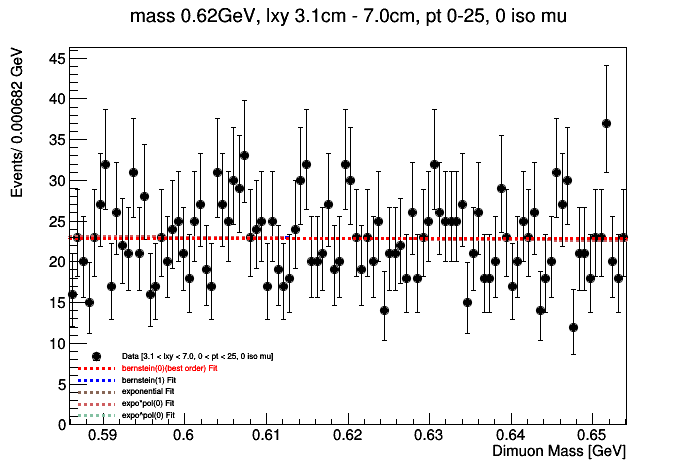 mass 0.62GeV, lxy 3.1cm - 7.0cm, pt 0-25, 0 iso mu
Events/ 0.000682 GeV
45
40
35
30
25
20
15
10
5
0
Data [3.1 < lxy < 7.0, 0 < pt < 25, 0 iso mu]
bernstein(0)(best order) Fit
bernstein(1) Fit
exponential Fit
expo*pol(0) Fit
expo^pol(0) Fit
0.59 0.6 0.61 0.62 0.63 0.64 0.65
Dimuon Mass [GeV]